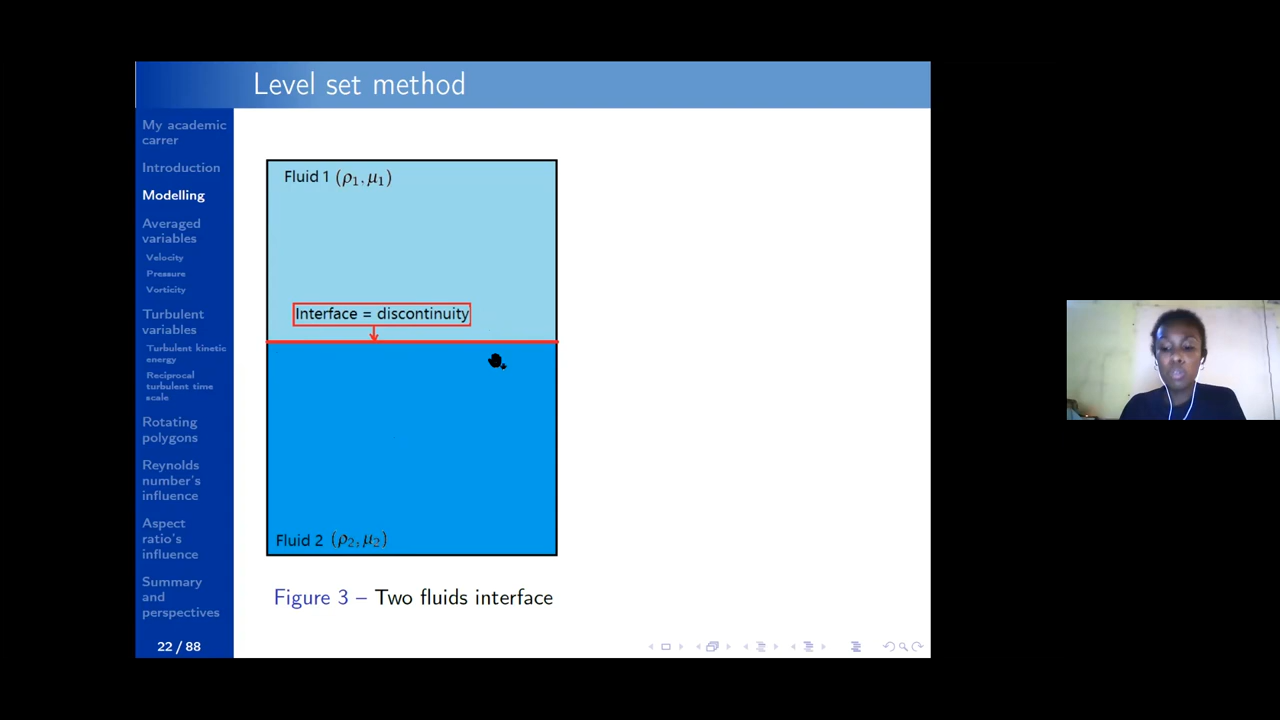 Level set method
My academic
carrer
Introduction
Modelling
Averaged
variables
Velocity
Pressure
Vorticity
Turbulent
variables
Turbulent kinetic
energy
Reciprocal
turbulent time
scale
Rotating
polygons
Reynolds
number's
influence
Aspect
ratio's
influence
Summary
and
perspectives
22 / 88
Fluid 1 (ρ₁, μ₁)
Interface = discontinuity
Fluid 2 (ρ₂, μ₂)
Figure 3 – Two fluids interface